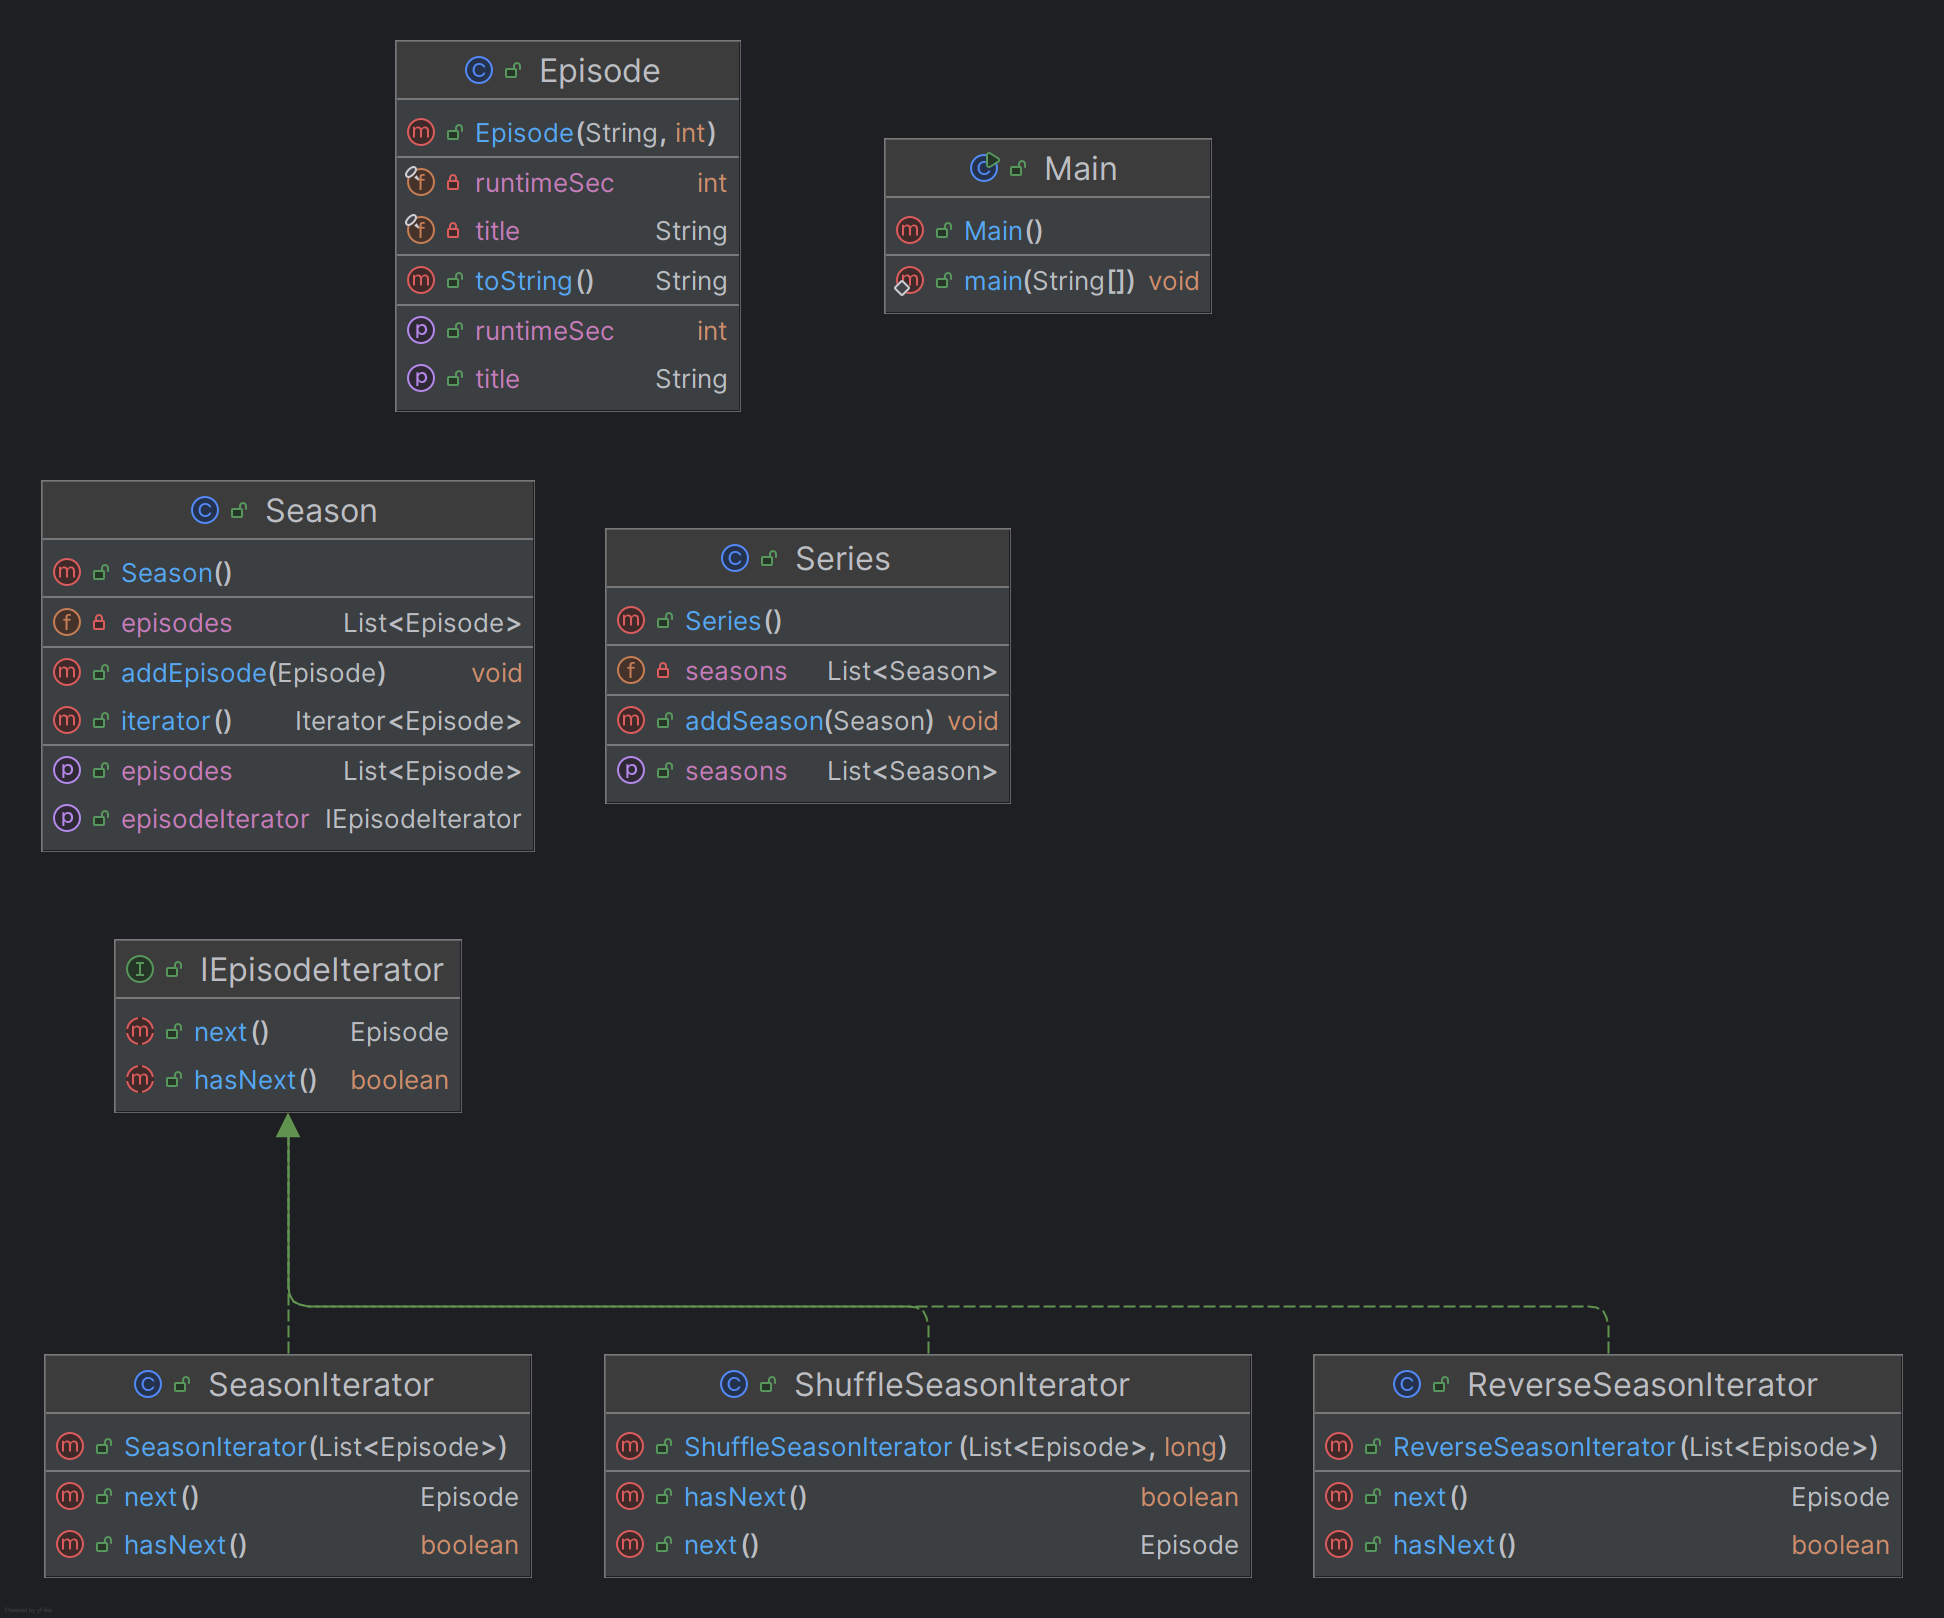 Episode
Episode(String, int)
runtimeSec int
title String
toString() String
runtimeSec int
title String
Main
Main()
main(String[]) void
Season
Season()
episodes List<Episode>
addEpisode(Episode) void
iterator() Iterator<Episode>
episodes List<Episode>
episodeIterator IEpisodeIterator
Series
Series()
seasons List<Season>
addSeason(Season) void
seasons List<Season>
IEpisodeIterator
next() Episode
hasNext() boolean
SeasonIterator
SeasonIterator(List<Episode>)
next() Episode
hasNext() boolean
ShuffleSeasonIterator
ShuffleSeasonIterator(List<Episode>, long)
hasNext() boolean
next() Episode
ReverseSeasonIterator
ReverseSeasonIterator(List<Episode>)
next() Episode
hasNext() boolean